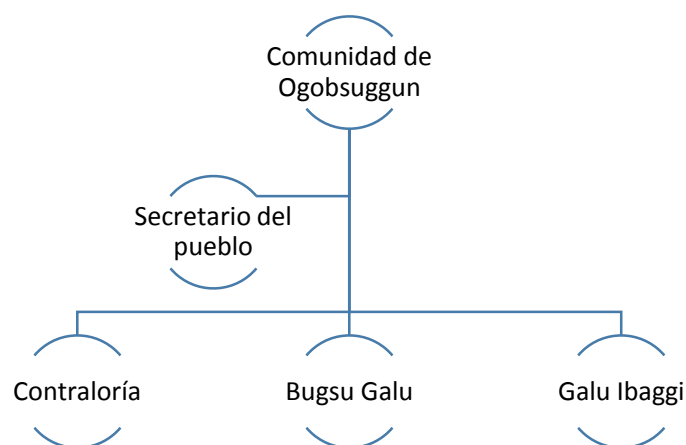 Comunidad de
Ogobsuggun
Secretario del
pueblo
Contraloría
Bugsu Galu
Galu Ibaggi